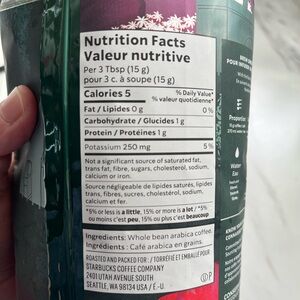 Nutrition Facts
Valeur nutritive
Per 3 Tbsp (15 g)
pour 3 c. à soupe (15 g)
Calories 5
% Daily Value*
% valeur quotidienne*
Fat / Lipides 0 g 0 %
Carbohydrate / Glucides 1 g
Protein / Protéines 1 g
Potassium 250 mg 5 %
Not a significant source of saturated fat,
trans fat, fibre, sugars, cholesterol, sodium,
calcium or iron.
Source négligeable de lipides saturés, lipides
trans, fibres, sucres, cholestérol, sodium,
calcium et fer.
*5% or less is a little, 15% or more is a lot / *5%
ou moins c'est peu, 15% ou plus c'est beaucoup
Ingredients: Whole bean arabica coffee.
Ingrédients : Café arabica en grains.
ROASTED AND PACKED FOR: / TORRÉFIÉ ET EMBALLÉ POUR:
STARBUCKS COFFEE COMPANY
2401 UTAH AVENUE SOUTH
SEATTLE, WA 98134 USA / É.-U.
POUR INFUSER
Proportion
Water
Eau